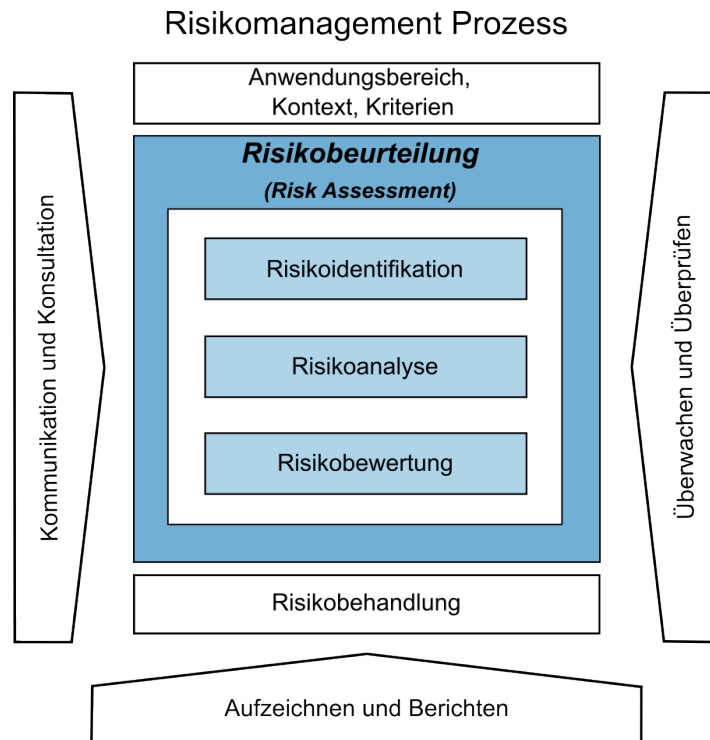 Risikomanagement Prozess
Anwendungsbereich,
Kontext, Kriterien
Risikobeurteilung
(Risk Assessment)
Risikoidentifikation
Risikoanalyse
Risikobewertung
Risikobehandlung
Kommunikation und Konsultation
Überwachen und Überprüfen
Aufzeichnen und Berichten